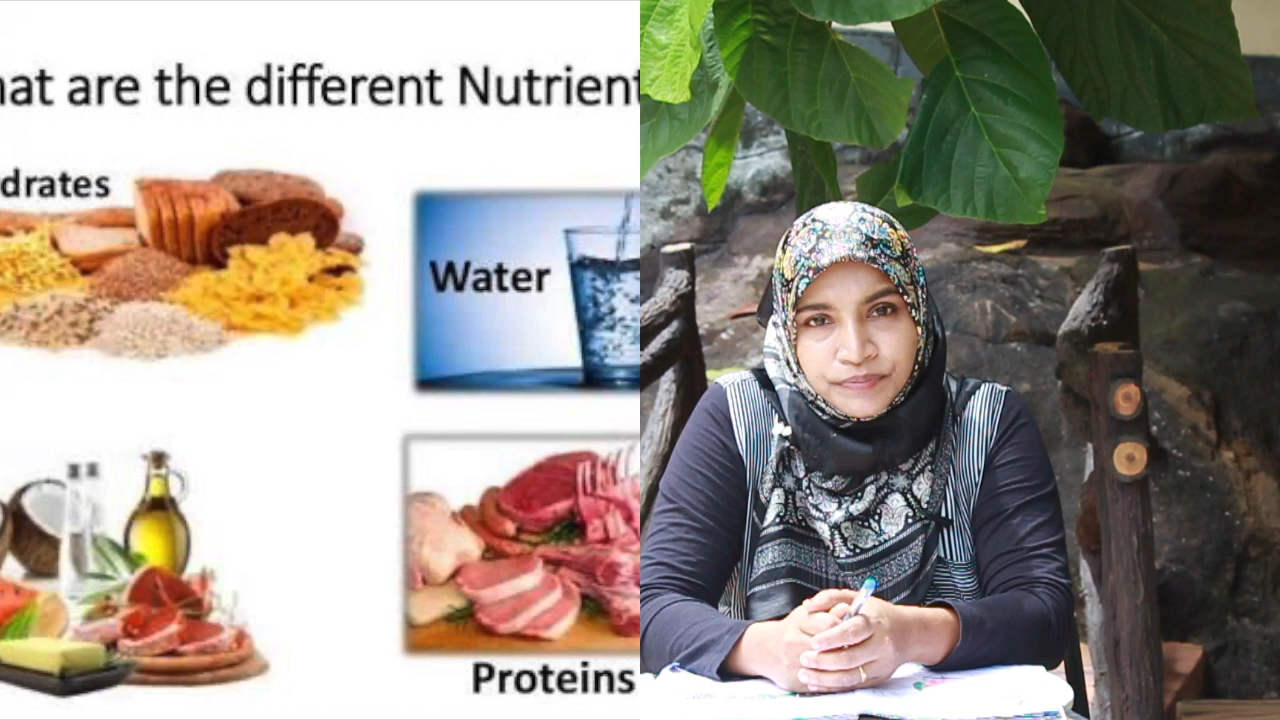 hat are the different Nutrient
drates
Water
Proteins